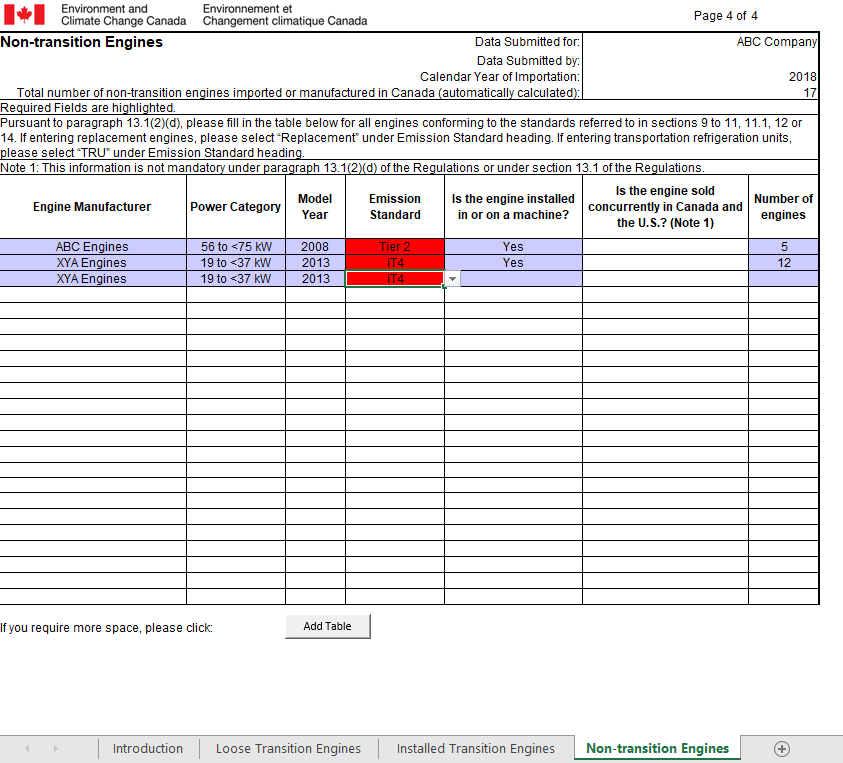 Environment and Environnement et
Climate Change Canada Changement climatique Canada
Page 4 of 4
Non-transition Engines Data Submitted for: ABC Company
Data Submitted by:
Calendar Year of Importation: 2018
Total number of non-transition engines imported or manufactured in Canada (automatically calculated): 17
Required Fields are highlighted.
Pursuant to paragraph 13.1(2)(d), please fill in the table below for all engines conforming to the standards referred to in sections 9 to 11, 11.1, 12 or
14. If entering replacement engines, please select “Replacement” under Emission Standard heading. If entering transportation refrigeration units,
please select “TRU” under Emission Standard heading.
Note 1: This information is not mandatory under paragraph 13.1(2)(d) of the Regulations or under section 13.1 of the Regulations.
Engine Manufacturer
Power Category
Model
Year
Emission
Standard
Is the engine installed
in or on a machine?
Is the engine sold
concurrently in Canada and
the U.S.? (Note 1)
Number of
engines
ABC Engines 56 to <75 kW 2008 Tier 2 Yes 5
XYA Engines 19 to <37 kW 2013 iT4 Yes 12
XYA Engines 19 to <37 kW 2013 iT4
If you require more space, please click: Add Table
Introduction Loose Transition Engines Installed Transition Engines Non-transition Engines